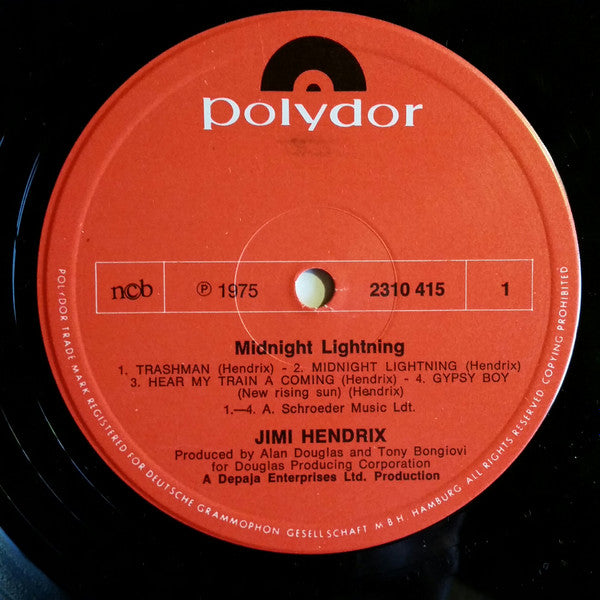 polydor
ncb
℗ 1975
2310 415
1
Midnight Lightning
1. TRASHMAN (Hendrix) - 2. MIDNIGHT LIGHTNING (Hendrix)
3. HEAR MY TRAIN A COMING (Hendrix) - 4. GYPSY BOY
(New rising sun) (Hendrix)
1.—4. A. Schroeder Music Ldt.
JIMI HENDRIX
Produced by Alan Douglas and Tony Bongiovi
for Douglas Producing Corporation
A Depaja Enterprises Ltd. Production
POLYDOR TRADE MARK REGISTERED FOR DEUTSCHE GRAMMOPHON GESELLSCHAFT M B H. HAMBURG ALL RIGHTS RESERVED COPYING PROHIBITED